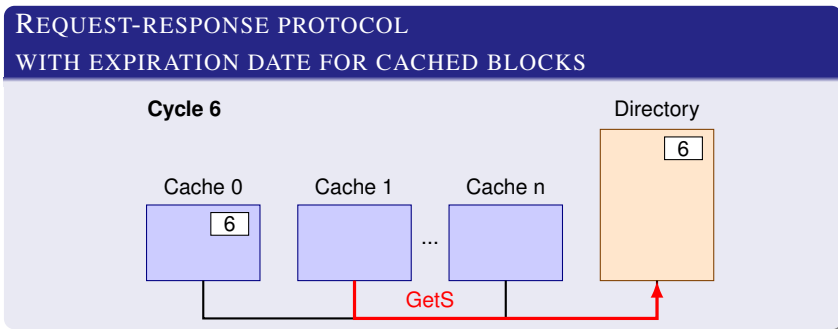 REQUEST-RESPONSE PROTOCOL
WITH EXPIRATION DATE FOR CACHED BLOCKS
Cycle 6
Directory
6
Cache 0
Cache 1
Cache n
6
...
GetS